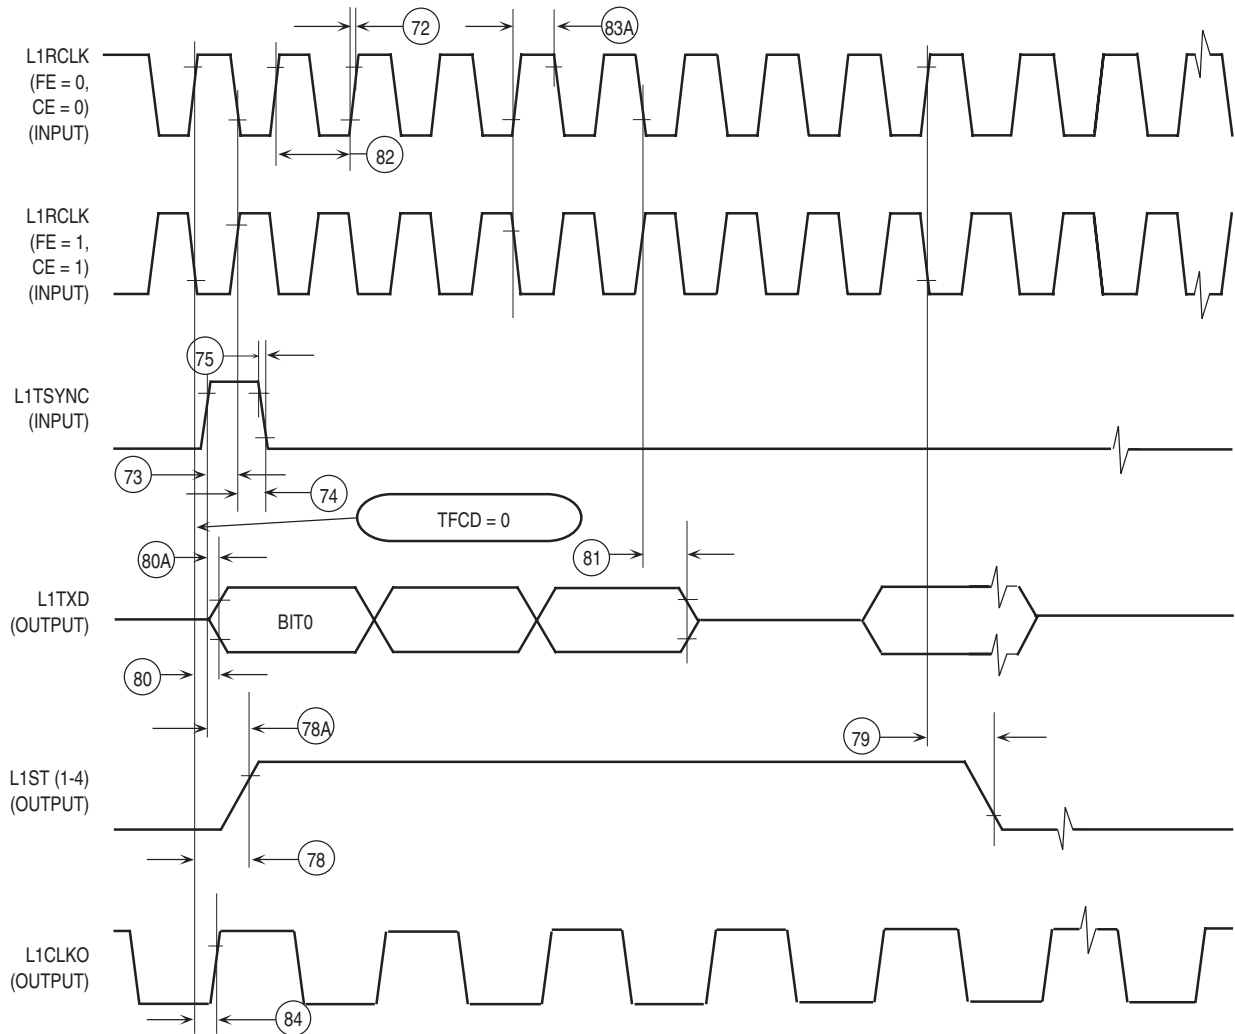 72
83A
L1RCLK
(FE = 0,
CE = 0)
(INPUT)
82
L1RCLK
(FE = 1,
CE = 1)
(INPUT)
75
L1TSYNC
(INPUT)
73
74
TFCD = 0
80A
81
L1TXD
(OUTPUT)
BIT0
80
78A
79
L1ST (1-4)
(OUTPUT)
78
L1CLKO
(OUTPUT)
84